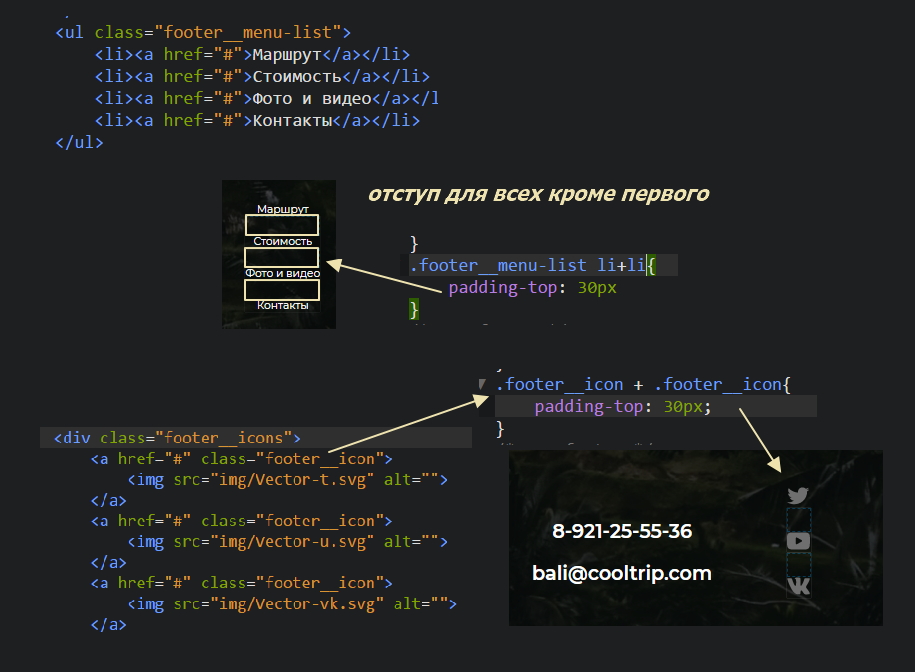 <ul class="footer__menu-list">
<li><a href="#">Маршрут</a></li>
<li><a href="#">Стоимость</a></li>
<li><a href="#">Фото и видео</a></l
<li><a href="#">Контакты</a></li>
</ul>
отступ для всех кроме первого
Маршрут
Стоимость
Фото и видео
Контакты
}
.footer__menu-list li+li{
padding-top: 30px
}
.footer__icon + .footer__icon{
padding-top: 30px;
}
<div class="footer__icons">
<a href="#" class="footer__icon">
<img src="img/Vector-t.svg" alt="">
</a>
<a href="#" class="footer__icon">
<img src="img/Vector-u.svg" alt="">
</a>
<a href="#" class="footer__icon">
<img src="img/Vector-vk.svg" alt="">
</a>
8-921-25-55-36
bali@cooltrip.com